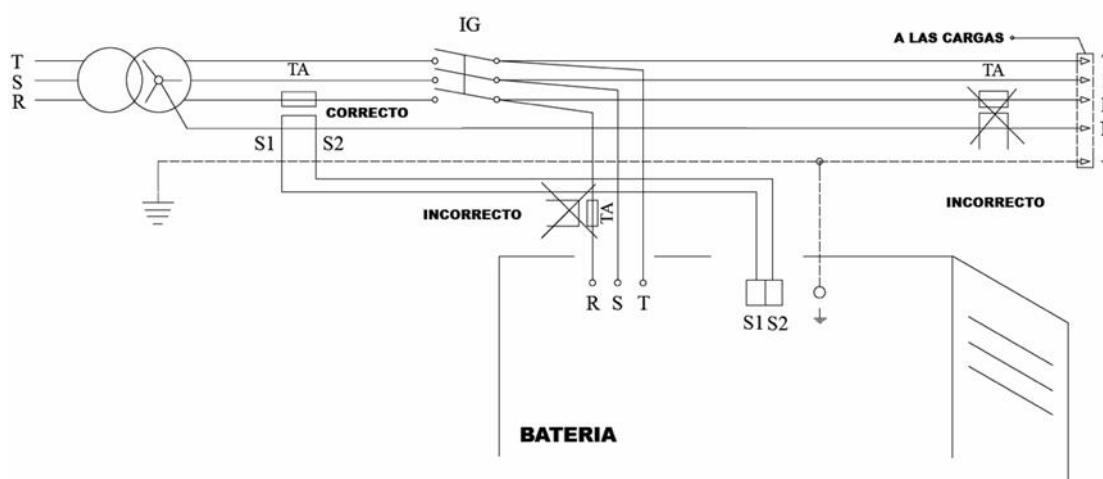 IG
A LAS CARGAS
T
TA
TA
S
R
CORRECTO
S1 S2
INCORRECTO
TA
INCORRECTO
R S T
S1 S2
BATERIA